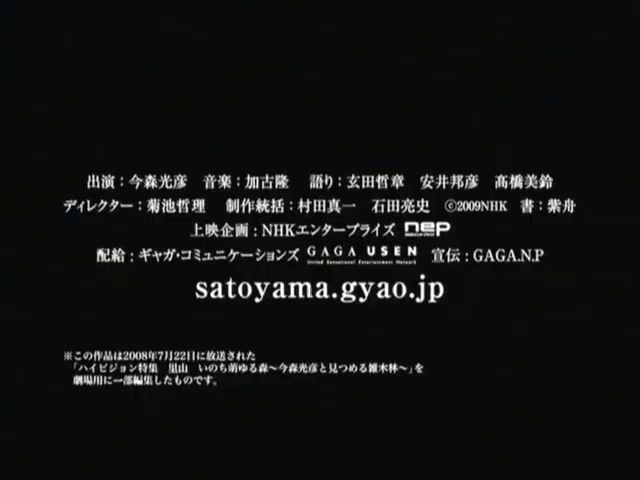 出演：今森光彦　音楽：加古隆　語り：玄田哲章　安井邦彦　髙橋美鈴
ディレクター：菊池哲理　制作統括：村田真一　石田亮史　©2009NHK　書：紫舟
上映企画：NHKエンタープライズ nep
配給：ギャガ・コミュニケーションズ GAGA USEN 宣伝：GAGA.N.P
United Sensational Entertainment Network
satoyama.gyao.jp
※この作品は2008年7月22日に放送された
「ハイビジョン特集　里山　いのち萌ゆる森～今森光彦と見つめる雑木林～」を
劇場用に一部編集したものです。